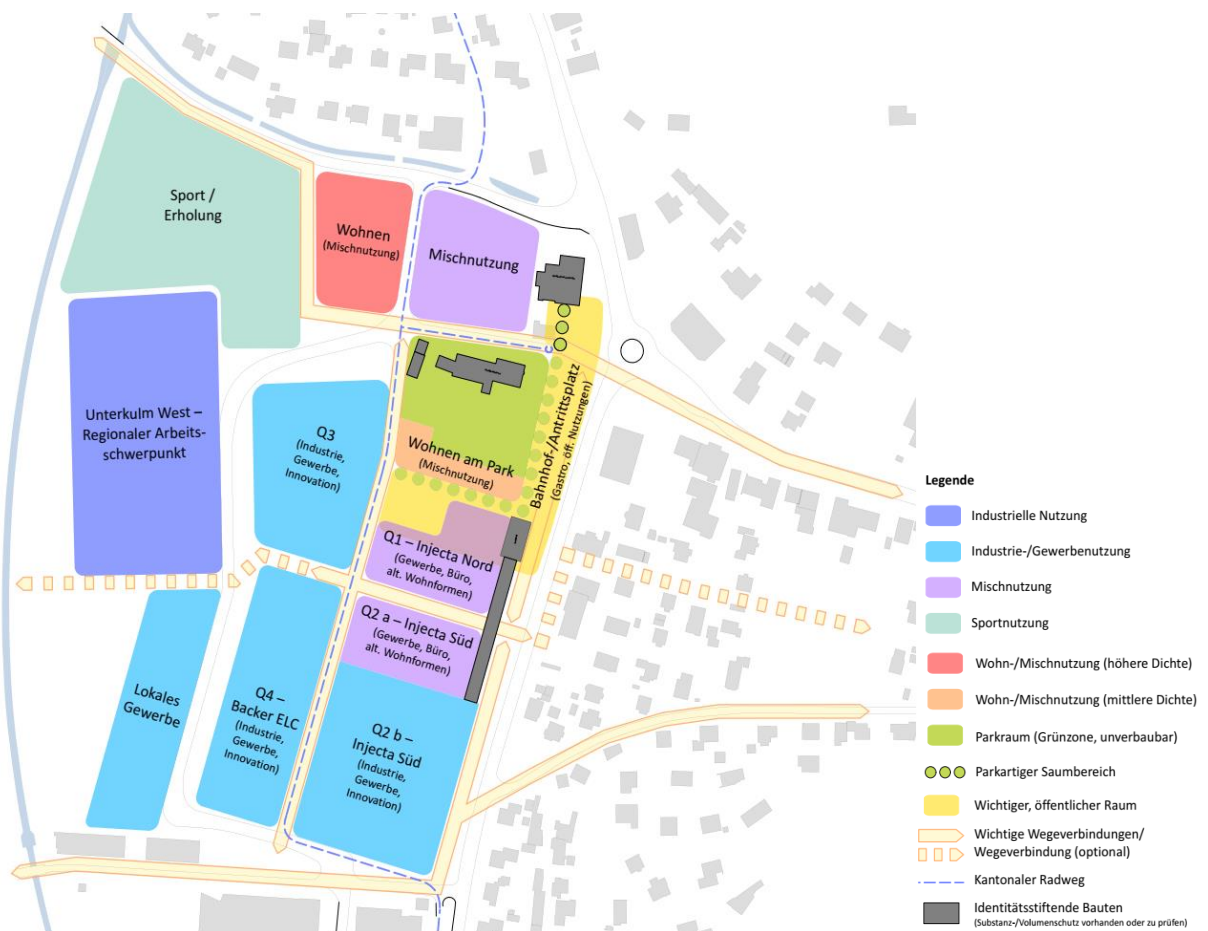 Sport /
Erholung
Wohnen
(Mischnutzung)
Mischnutzung
Unterkulm West –
Regionaler Arbeits-
schwerpunkt
Q3
(Industrie,
Gewerbe,
Innovation)
Wohnen am Park
(Mischnutzung)
Bahnhof-/Antrittsplatz
(Gastro, öff. Nutzungen)
Q1 – Injecta Nord
(Gewerbe, Büro,
alt. Wohnformen)
Q2 a – Injecta Süd
(Gewerbe, Büro,
alt. Wohnformen)
Lokales
Gewerbe
Q4 –
Backer ELC
(Industrie,
Gewerbe,
Innovation)
Q2 b –
Injecta Süd
(Industrie,
Gewerbe,
Innovation)
Legende
Industrielle Nutzung
Industrie-/Gewerbenutzung
Mischnutzung
Sportnutzung
Wohn-/Mischnutzung (höhere Dichte)
Wohn-/Mischnutzung (mittlere Dichte)
Parkraum (Grünzone, unverbaubar)
Parkartiger Saumbereich
Wichtiger, öffentlicher Raum
Wichtige Wegeverbindungen/
Wegeverbindung (optional)
Kantonaler Radweg
Identitätsstiftende Bauten
(Substanz-/Volumenschutz vorhanden oder zu prüfen)